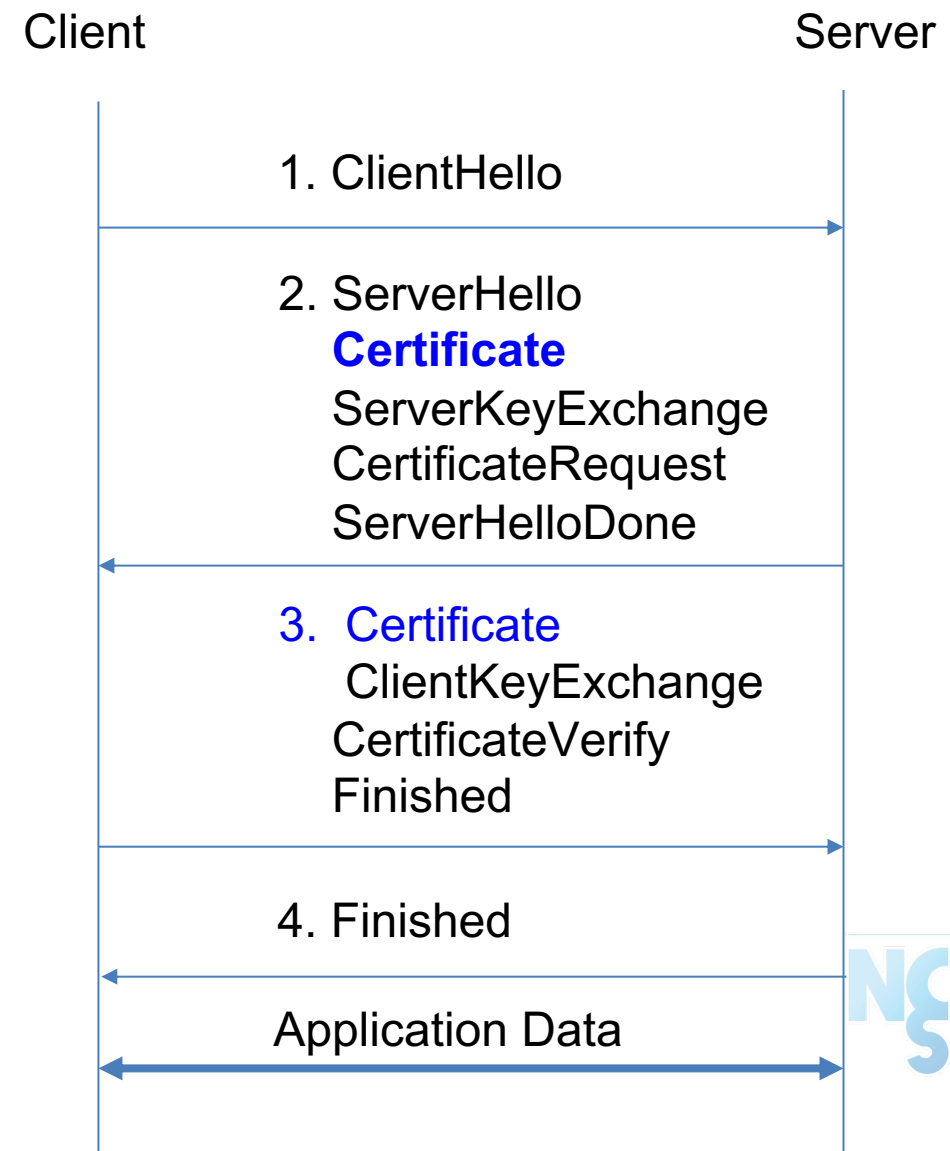 Client Server
1. ClientHello
2. ServerHello
Certificate
ServerKeyExchange
CertificateRequest
ServerHelloDone
3. Certificate
ClientKeyExchange
CertificateVerify
Finished
4. Finished
NCS
Application Data